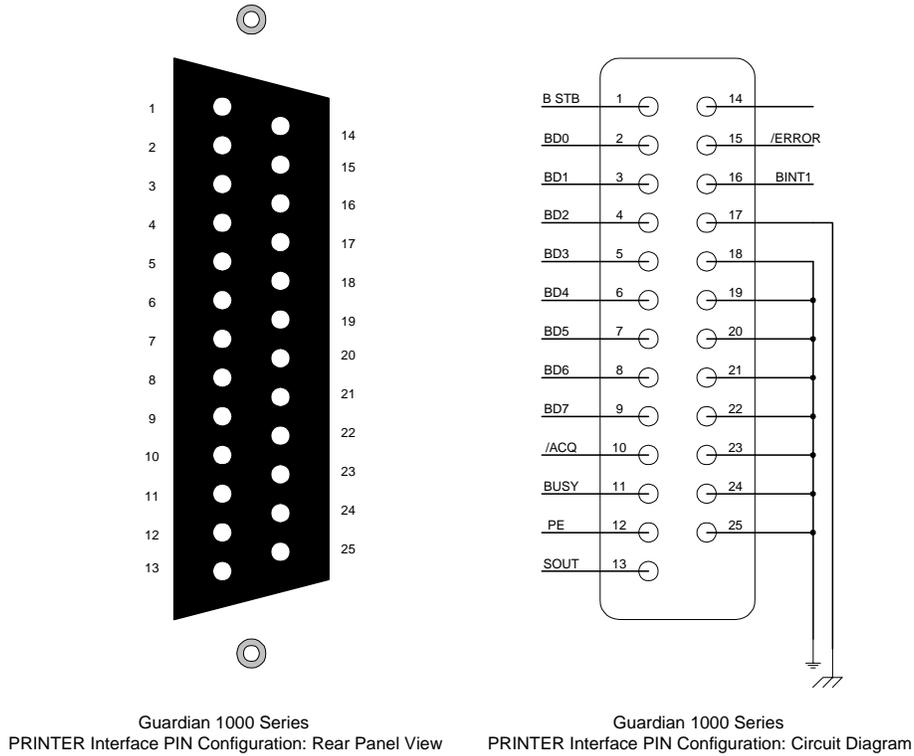 1
2
3
4
5
6
7
8
9
10
11
12
13
14
15
16
17
18
19
20
21
22
23
24
25
Guardian 1000 Series
PRINTER Interface PIN Configuration: Rear Panel View
B STB 1
BD0 2
BD1 3
BD2 4
BD3 5
BD4 6
BD5 7
BD6 8
BD7 9
/ACQ 10
BUSY 11
PE 12
SOUT 13
14
15 /ERROR
16 BINT1
17
18
19
20
21
22
23
24
25
Guardian 1000 Series
PRINTER Interface PIN Configuration: Circuit Diagram